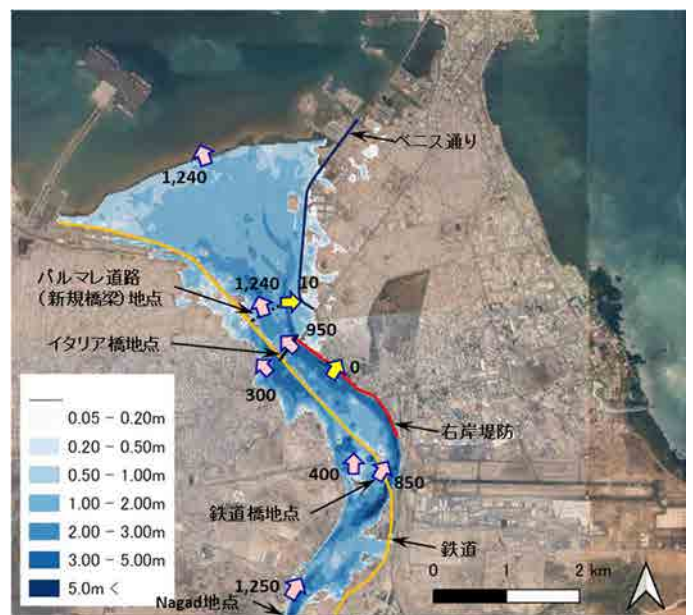 ベニス通り
1,240
バルマレ道路
（新規橋梁）地点
1,240
10
950
イタリア橋地点
0
300
右岸堤防
400
850
鉄道橋地点
鉄道
1,250
Nagad地点
0.05 - 0.20m
0.20 - 0.50m
0.50 - 1.00m
1.00 - 2.00m
2.00 - 3.00m
3.00 - 5.00m
5.0m <
0 1 2 km